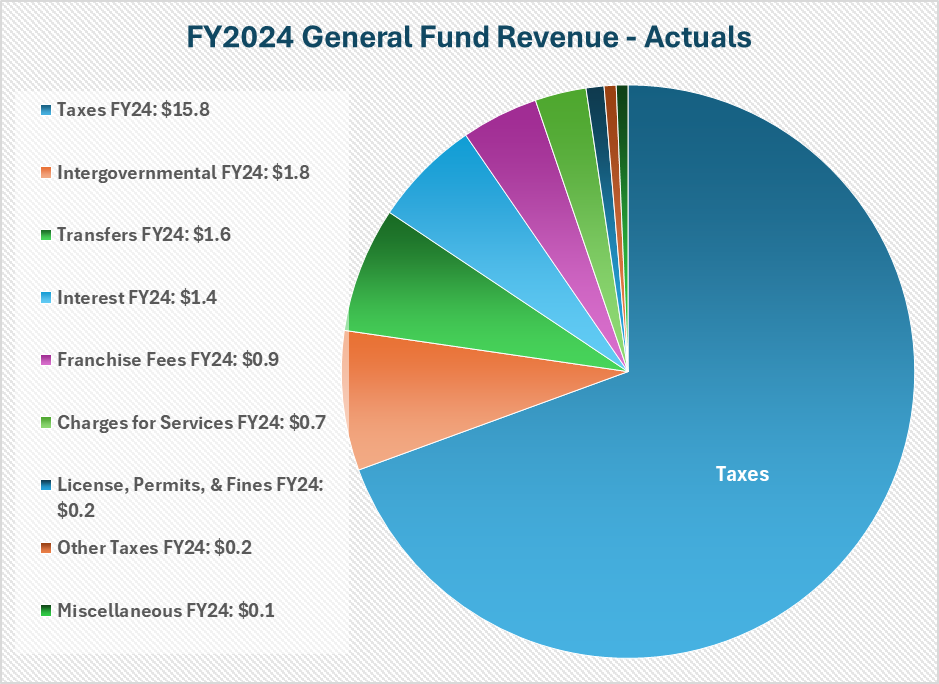 FY2024 General Fund Revenue - Actuals
Taxes FY24: $15.8
Intergovernmental FY24: $1.8
Transfers FY24: $1.6
Interest FY24: $1.4
Franchise Fees FY24: $0.9
Charges for Services FY24: $0.7
License, Permits, & Fines FY24:
$0.2
Other Taxes FY24: $0.2
Miscellaneous FY24: $0.1
Taxes